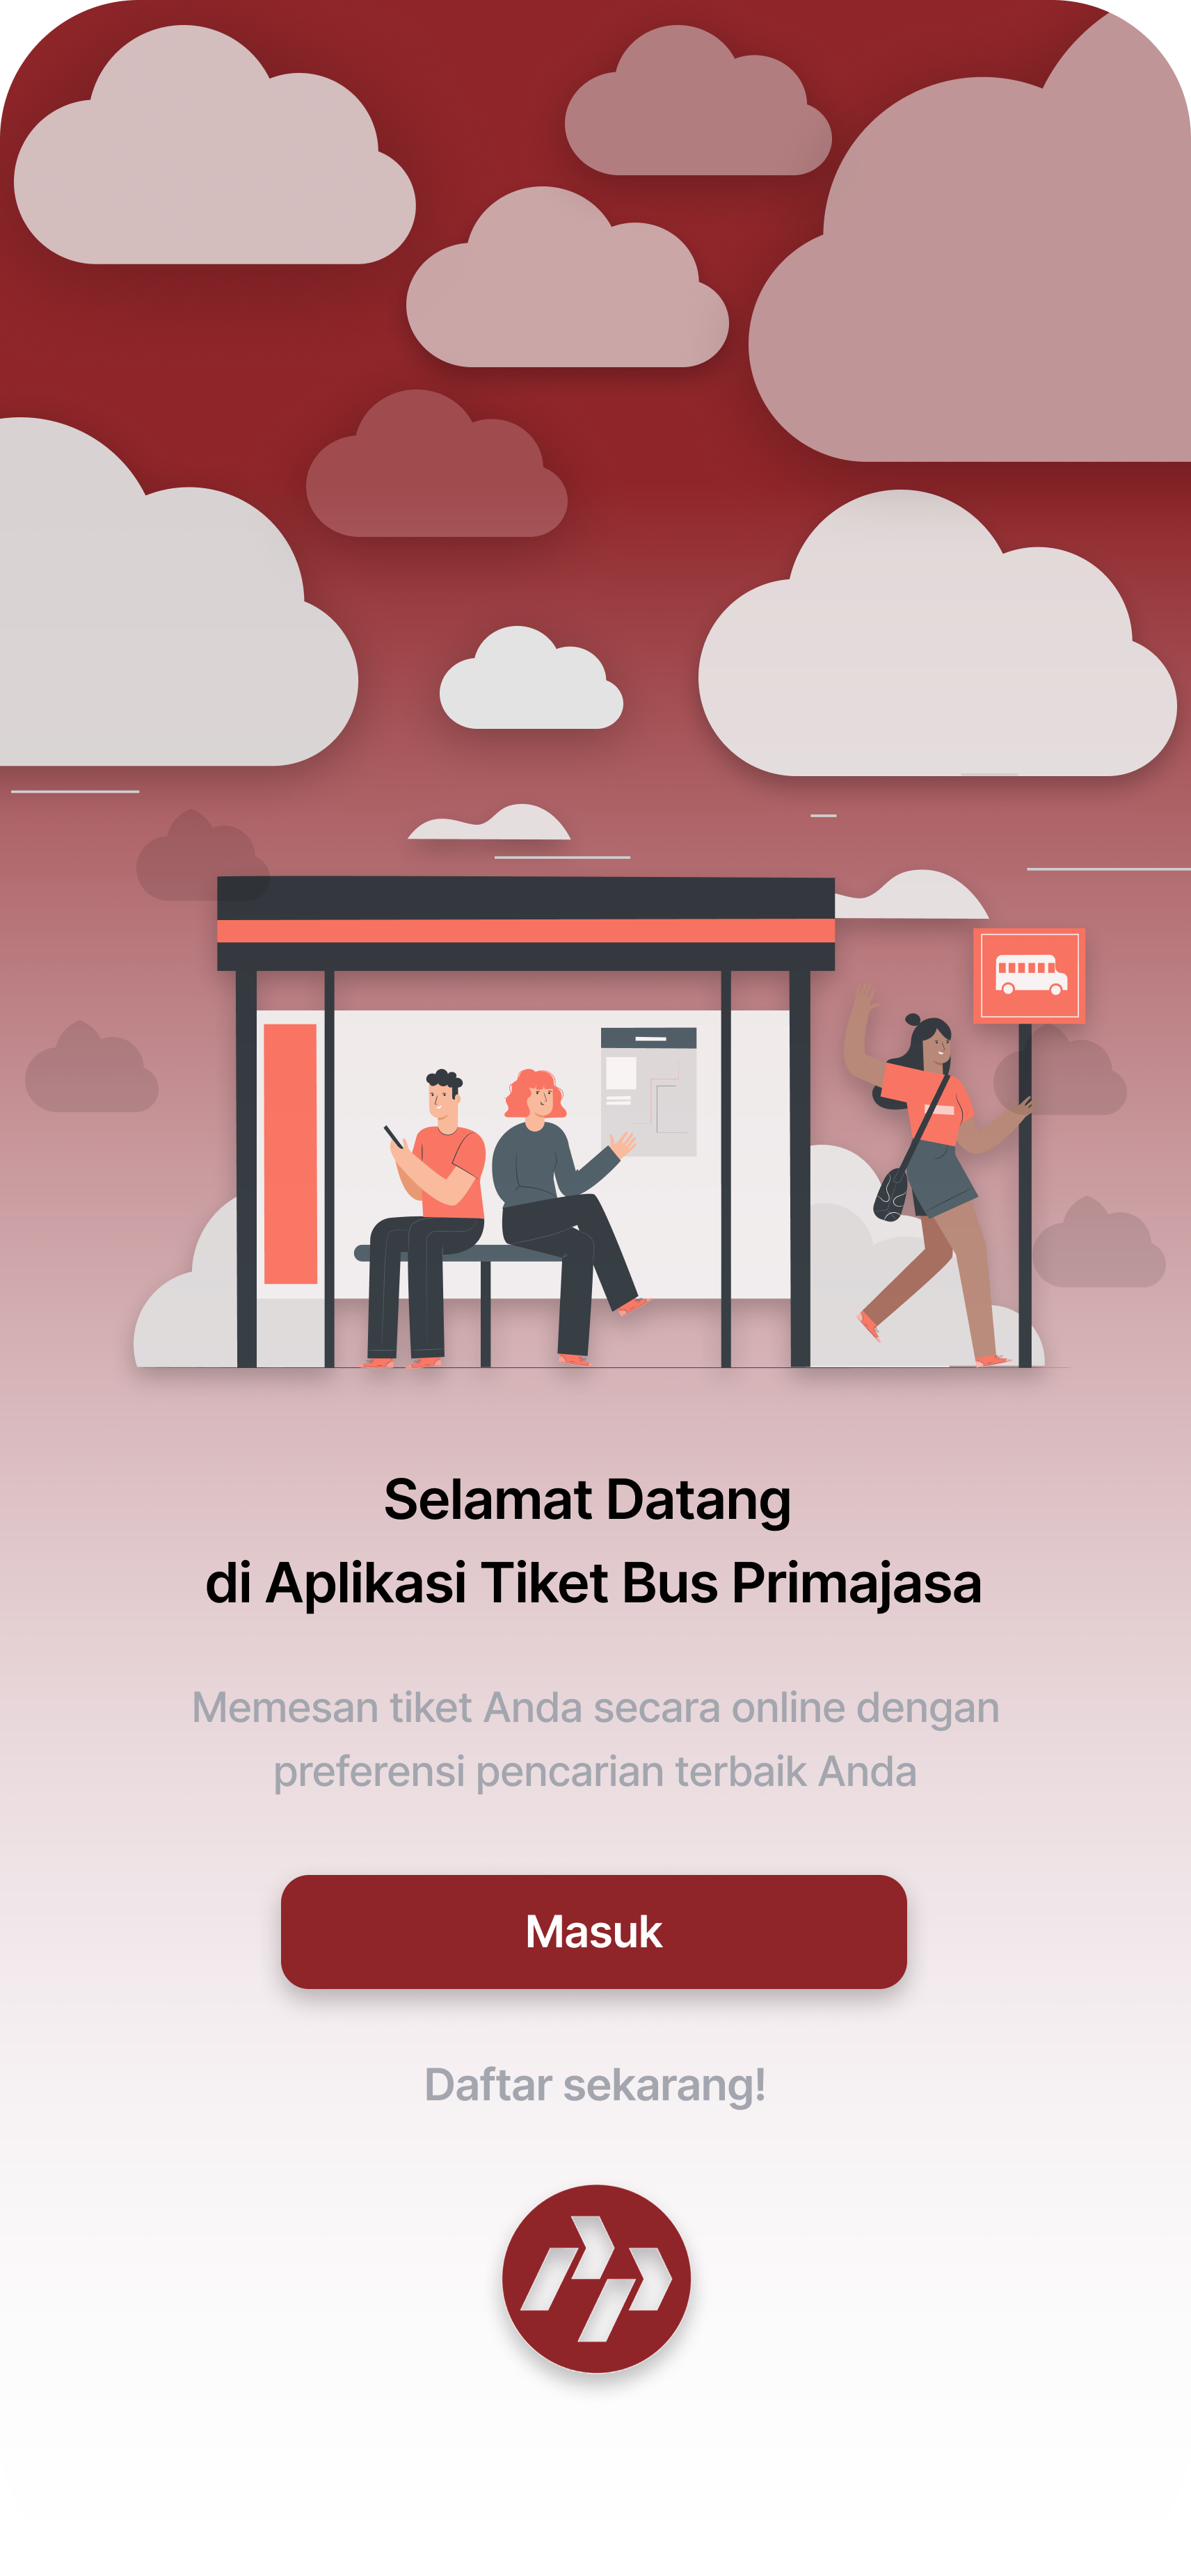 Selamat Datang
di Aplikasi Tiket Bus Primajasa
Memesan tiket Anda secara online dengan
preferensi pencarian terbaik Anda
Masuk
Daftar sekarang!